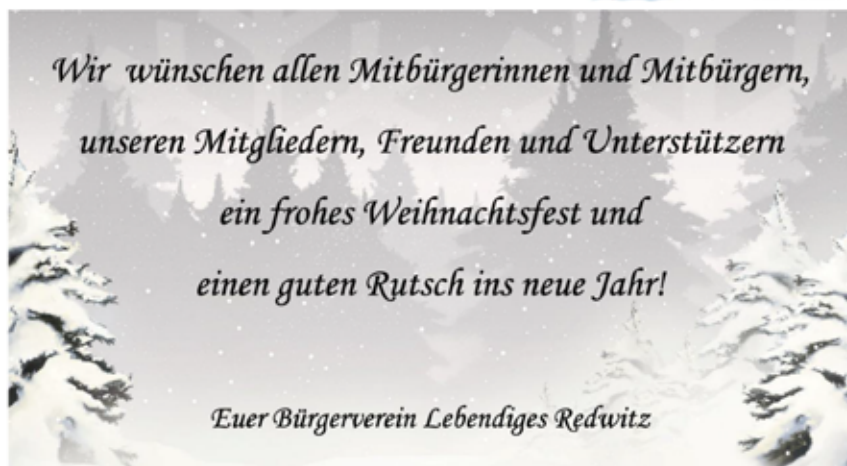 Wir wünschen allen Mitbürgerinnen und Mitbürgern,
unseren Mitgliedern, Freunden und Unterstützern
ein frohes Weihnachtsfest und
einen guten Rutsch ins neue Jahr!
Euer Bürgerverein Lebendiges Redwitz